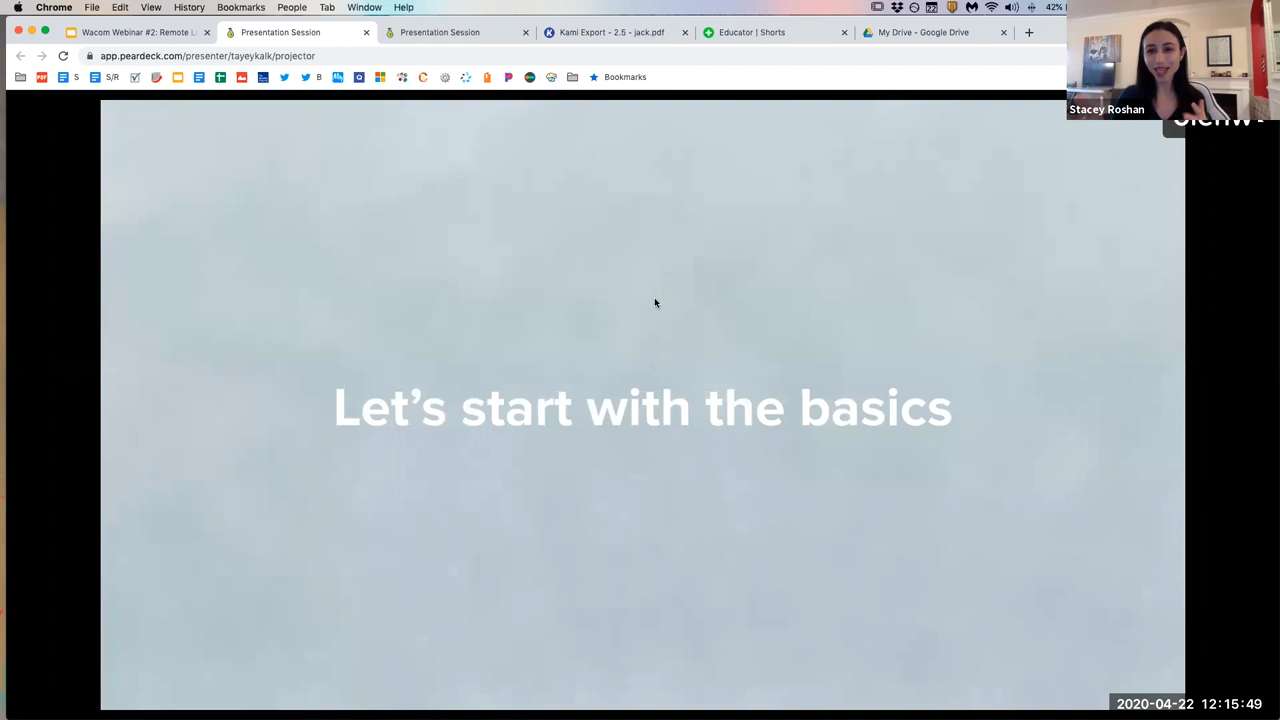 Chrome File Edit View History Bookmarks People Tab Window Help 42%
Wacom Webinar #2: Remote L Presentation Session Presentation Session Kami Export - 2.5 - jack.pdf Educator | Shorts My Drive - Google Drive
app.peardeck.com/presenter/tayeykalk/projector
S S/R B Bookmarks
Stacey Roshan
Let’s start with the basics
2020-04-22 12:15:49